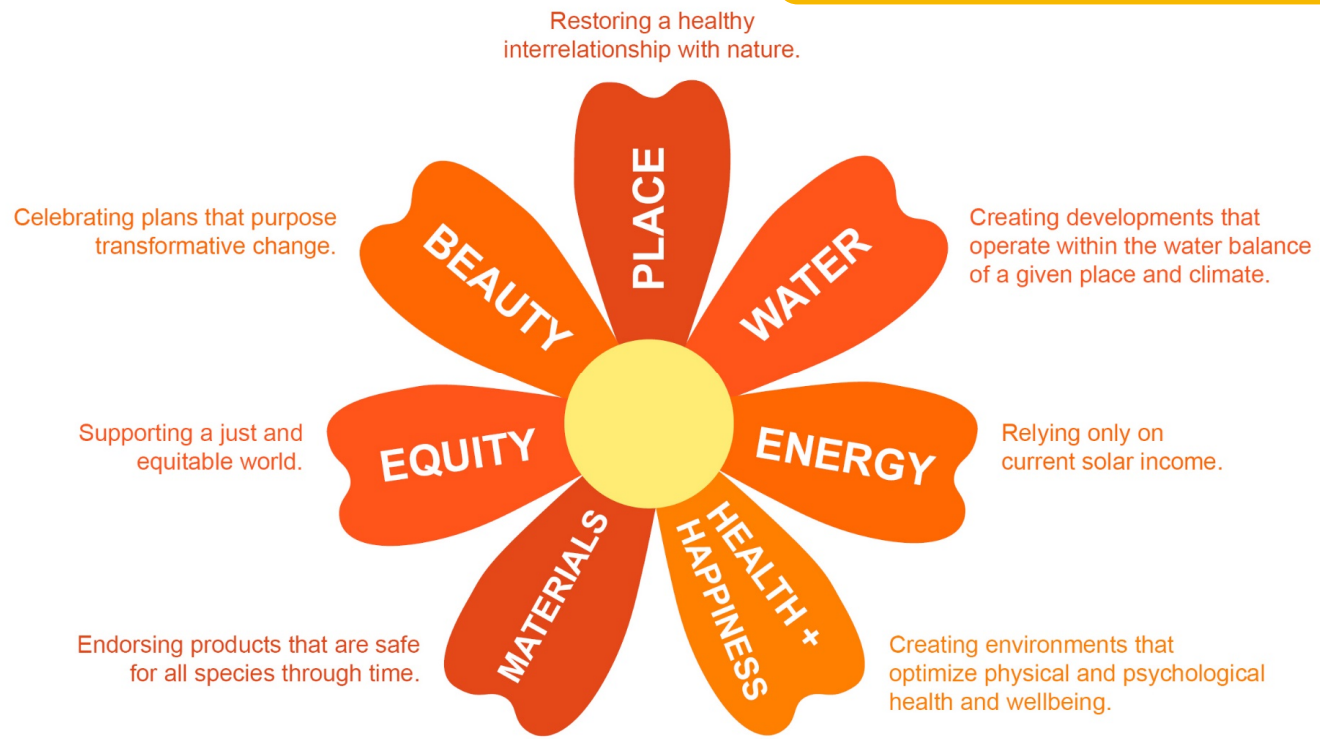 Restoring a healthy
interrelationship with nature.
PLACE
Creating developments that
operate within the water balance
of a given place and climate.
WATER
Relying only on
current solar income.
ENERGY
Creating environments that
optimize physical and psychological
health and wellbeing.
HEALTH +
HAPPINESS
Endorsing products that are safe
for all species through time.
MATERIALS
Supporting a just and
equitable world.
EQUITY
Celebrating plans that purpose
transformative change.
BEAUTY